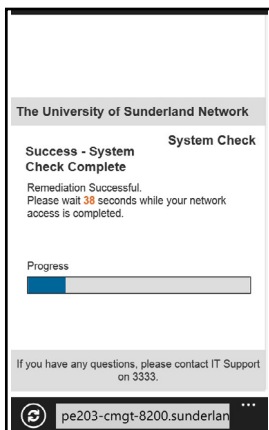 The University of Sunderland Network
System Check
Success - System
Check Complete
Remediation Successful.
Please wait 38 seconds while your network
access is completed.
Progress
If you have any questions, please contact IT Support
on 3333.
pe203-cmgt-8200.sunderlan